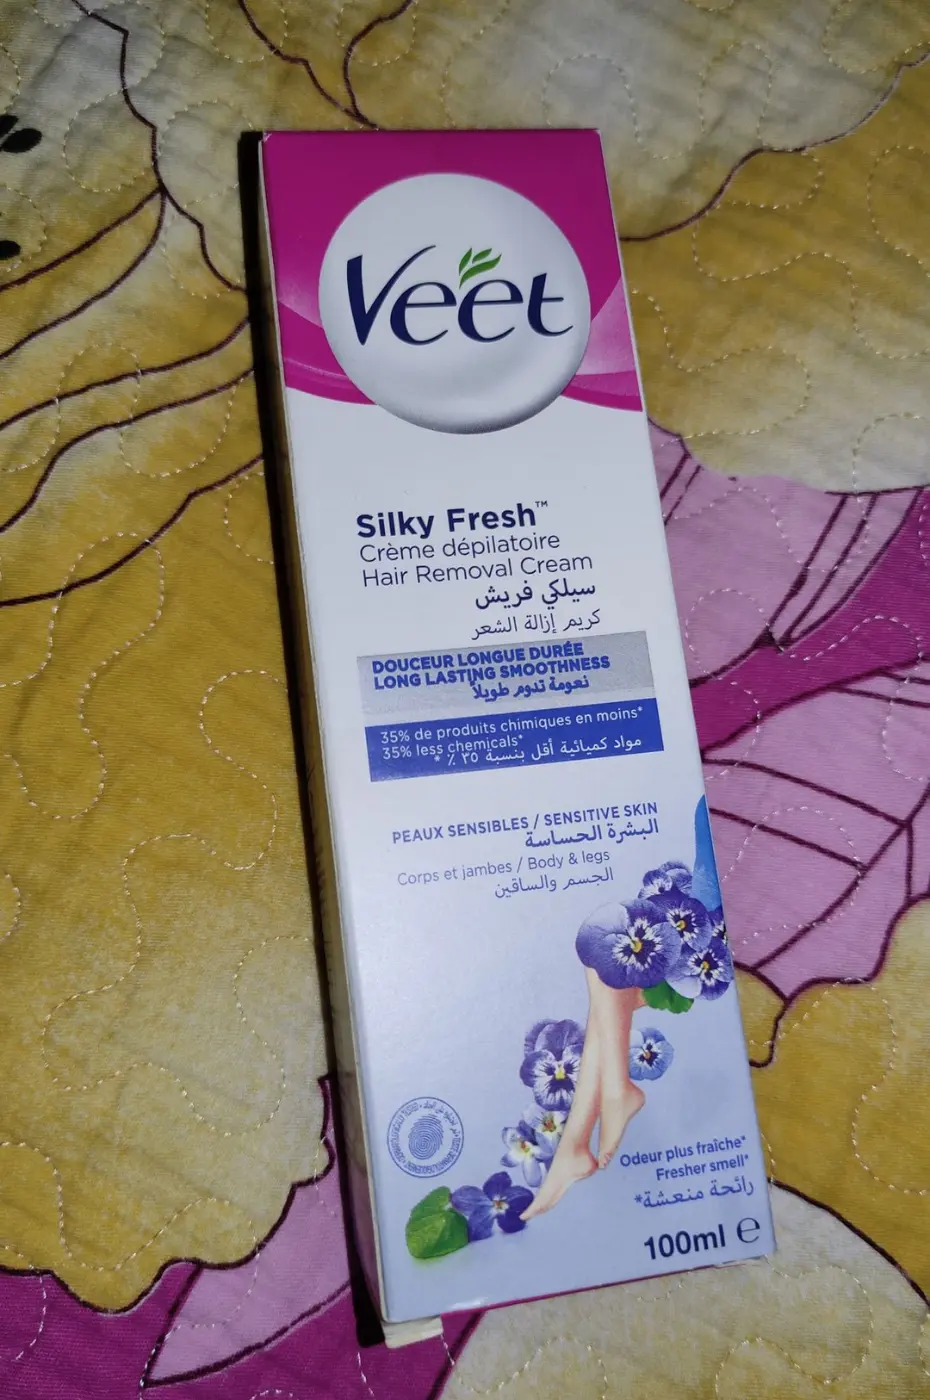 Veet
Silky Fresh™
Crème dépilatoire
Hair Removal Cream
سيلكي فريش
كريم إزالة الشعر
DOUCEUR LONGUE DURÉE
LONG LASTING SMOOTHNESS
نعومة تدوم طويلاً
35% de produits chimiques en moins*
35% less chemicals*
مواد كميائية أقل بنسبة ٣٥ ٪ *
PEAUX SENSIBLES / SENSITIVE SKIN
البشرة الحساسة
Corps et jambes / Body & legs
الجسم والساقين
Odeur plus fraîche*
Fresher smell*
رائحة منعشة*
100ml ℮